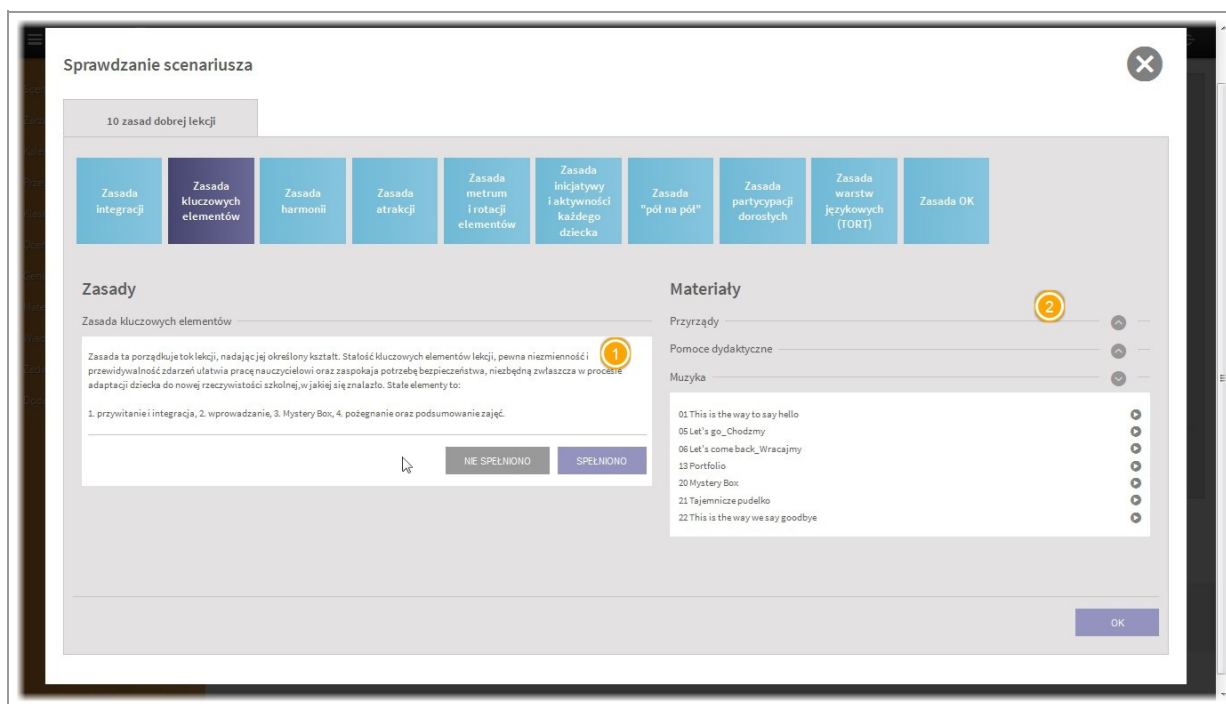 Sprawdzanie scenariusza
10 zasad dobrej lekcji
Zasada
integracji
Zasada
kluczowych
elementów
Zasada
harmonii
Zasada
atrakcji
Zasada
metrum
i rotacji
elementów
Zasada
inicjatywy
i aktywności
każdego
dziecka
Zasada
"pół na pół"
Zasada
partycypacji
dorosłych
Zasada
warstw
językowych
(TORT)
Zasada OK
Zasady
Zasada kluczowych elementów
1
Zasada ta porządkuje tok lekcji, nadając jej określony kształt. Stałość kluczowych elementów lekcji, pewna niezmienność i
przewidywalność zdarzeń ułatwia pracę nauczycielowi oraz zaspokaja potrzebę bezpieczeństwa, niezbędną zwłaszcza w procesie
adaptacji dziecka do nowej rzeczywistości szkolnej,w jakiej się znalazło. Stałe elementy to:
1. przywitanie i integracja, 2. wprowadzanie, 3. Mystery Box, 4. pożegnanie oraz podsumowanie zajęć.
NIE SPEŁNIONO
SPEŁNIONO
Materiały
2
Przyrządy
Pomoce dydaktyczne
Muzyka
01 This is the way to say hello
05 Let's go_Chodzmy
06 Let's come back_Wracajmy
13 Portfolio
20 Mystery Box
21 Tajemnicze pudelko
22 This is the way we say goodbye
OK